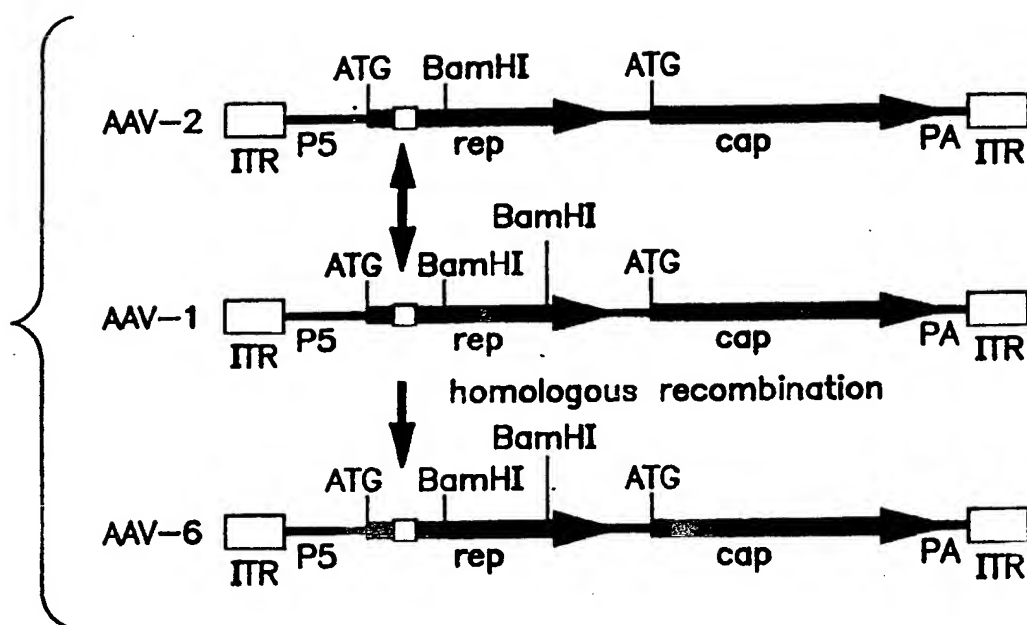 ATG BamHI ATG
AAV-2 ITR P5 rep cap PA ITR
BamHI
ATG BamHI ATG
AAV-1 ITR P5 rep cap PA ITR
homologous recombination
BamHI
ATG BamHI ATG
AAV-6 ITR P5 rep cap PA ITR